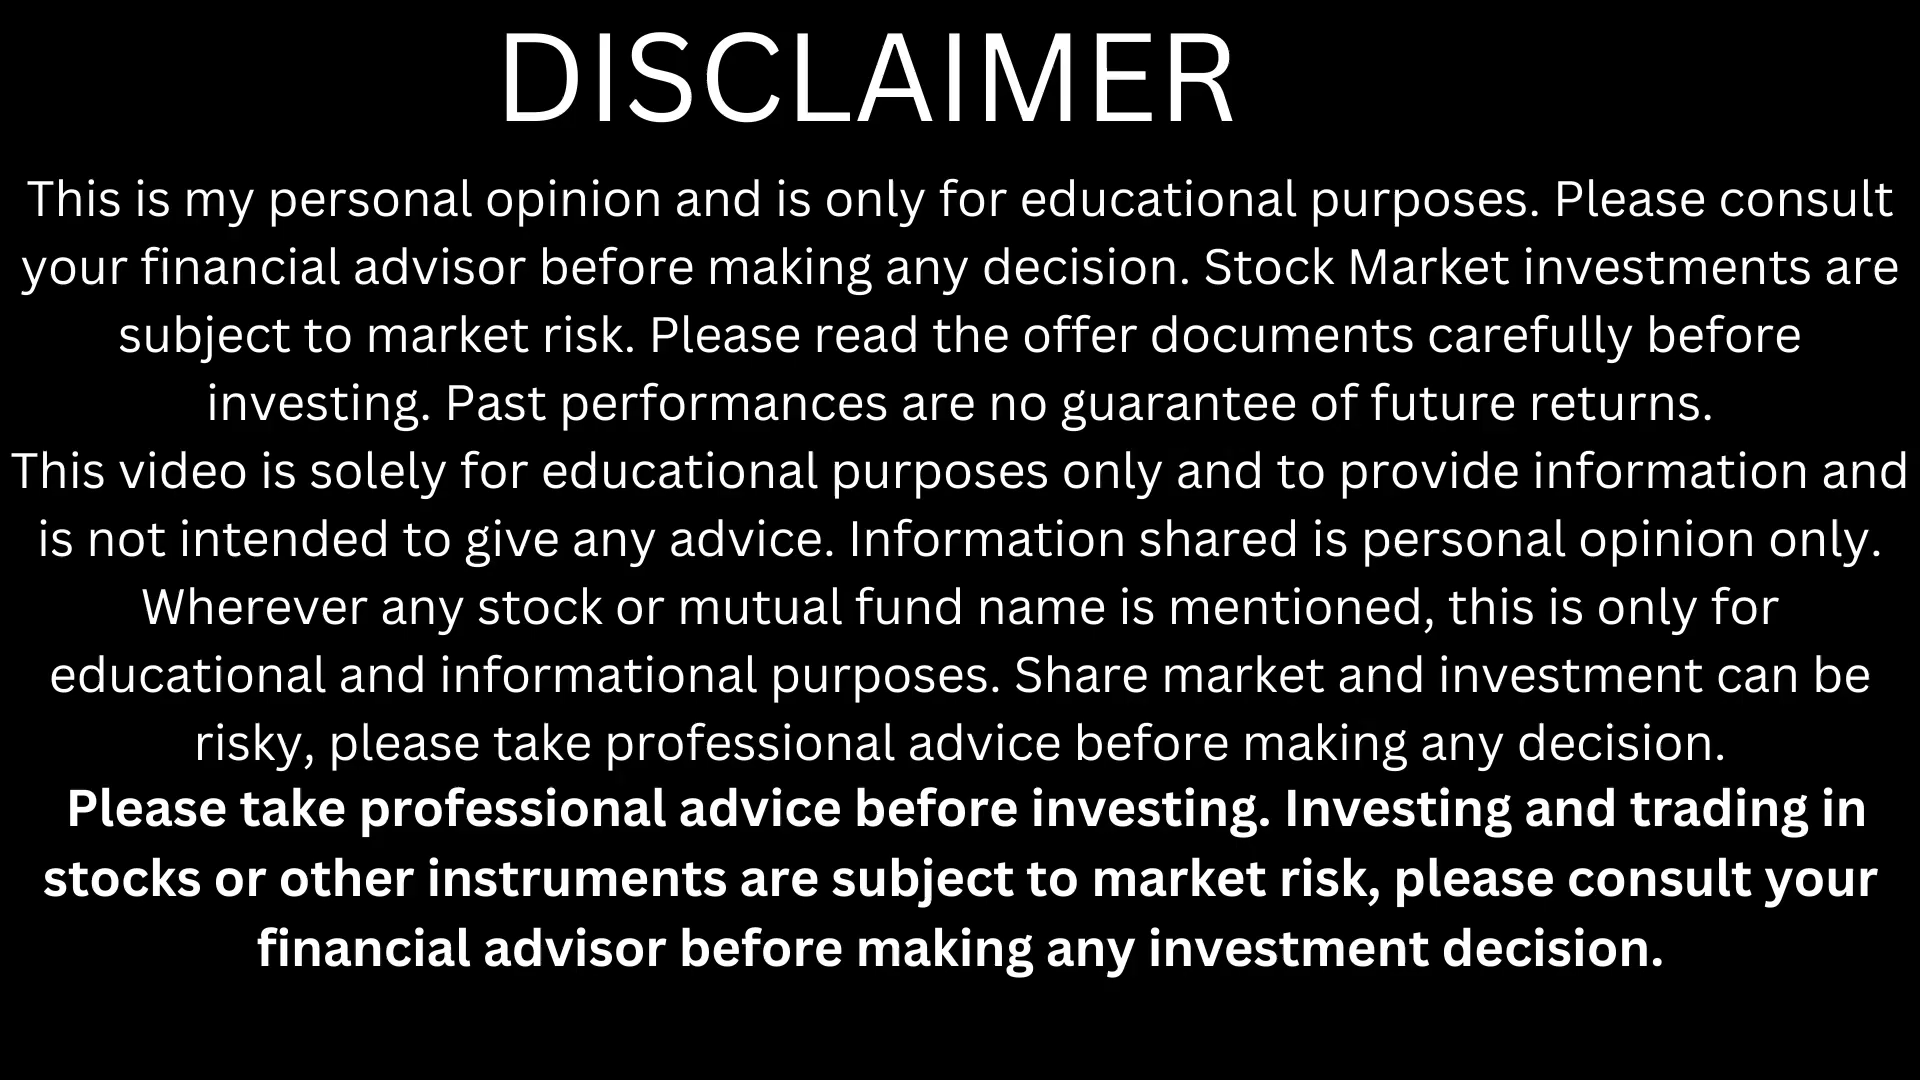 DISCLAIMER
This is my personal opinion and is only for educational purposes. Please consult
your financial advisor before making any decision. Stock Market investments are
subject to market risk. Please read the offer documents carefully before
investing. Past performances are no guarantee of future returns.
This video is solely for educational purposes only and to provide information and
is not intended to give any advice. Information shared is personal opinion only.
Wherever any stock or mutual fund name is mentioned, this is only for
educational and informational purposes. Share market and investment can be
risky, please take professional advice before making any decision.
Please take professional advice before investing. Investing and trading in
stocks or other instruments are subject to market risk, please consult your
financial advisor before making any investment decision.